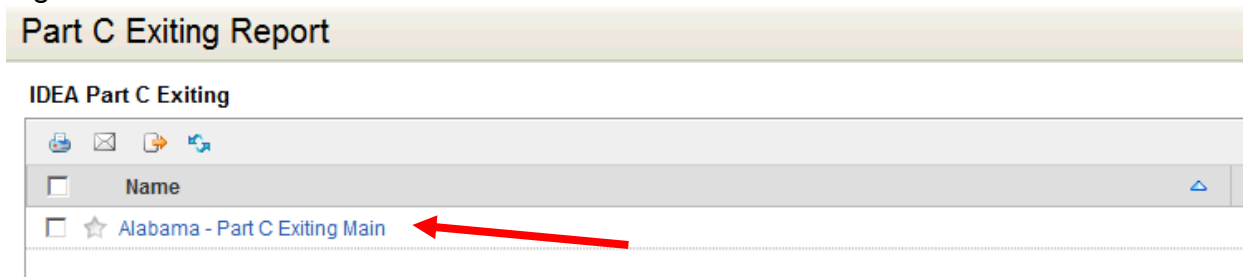 Part C Exiting Report
IDEA Part C Exiting
Name
Alabama - Part C Exiting Main